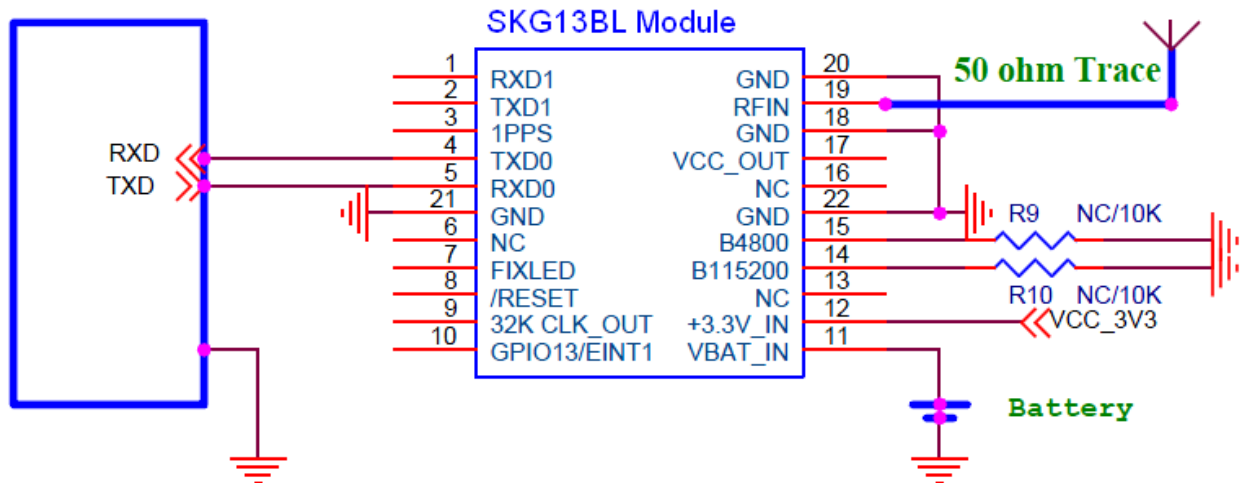 SKG13BL Module
50 ohm Trace
RXD
TXD
1 RXD1
2 TXD1
3 1PPS
4 TXD0
5 RXD0
21 GND
6 NC
7 FIXLED
8 /RESET
9 32K CLK_OUT
10 GPIO13/EINT1
GND 20
RFIN 19
GND 18
VCC_OUT 17
NC 16
GND 22
B4800 15
B115200 14
NC 13
+3.3V_IN 12
VBAT_IN 11
R9 NC/10K
R10 NC/10K
VCC_3V3
Battery